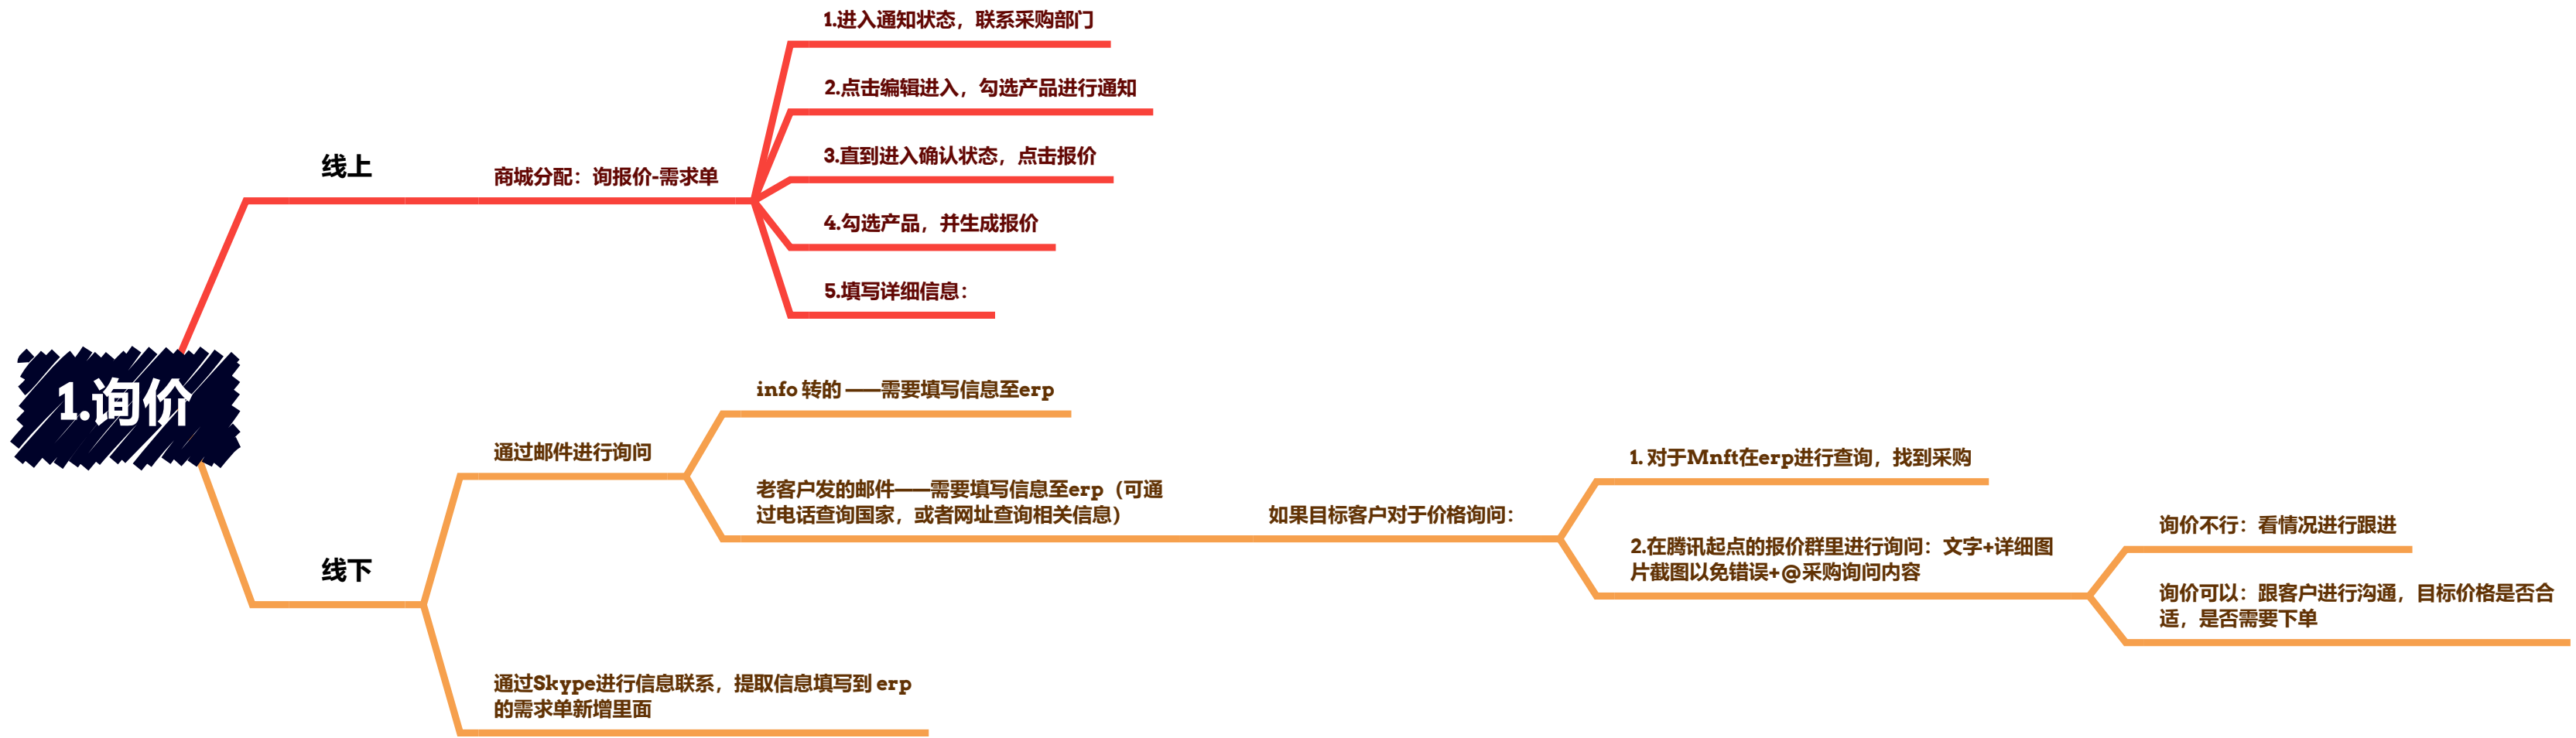 1.询价
线上
商城分配：询报价-需求单
1.进入通知状态，联系采购部门
2.点击编辑进入，勾选产品进行通知
3.直到进入确认状态，点击报价
4.勾选产品，并生成报价
5.填写详细信息：
线下
通过邮件进行询问
info 转的 ——需要填写信息至erp
老客户发的邮件——需要填写信息至erp（可通
过电话查询国家，或者网址查询相关信息）
如果目标客户对于价格询问：
1. 对于Mnft在erp进行查询，找到采购
2.在腾讯起点的报价群里进行询问：文字+详细图
片截图以免错误+@采购询问内容
询价不行：看情况进行跟进
询价可以：跟客户进行沟通，目标价格是否合
适，是否需要下单
通过Skype进行信息联系，提取信息填写到 erp
的需求单新增里面